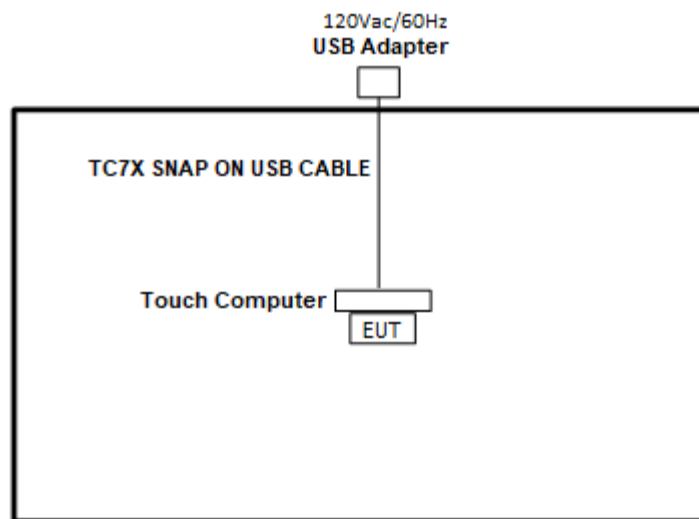 120Vac/60Hz
USB Adapter
TC7X SNAP ON USB CABLE
Touch Computer
EUT